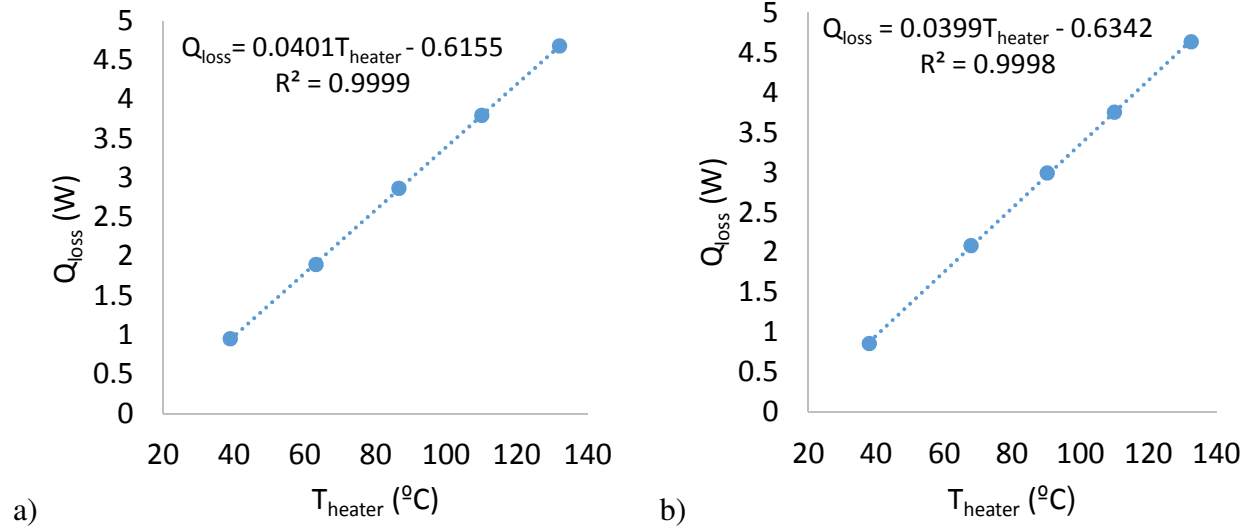 Q_loss = 0.0401T_heater - 0.6155
R² = 0.9999
5
4.5
4
3.5
3
2.5
2
1.5
1
0.5
0
Q_loss (W)
20 40 60 80 100 120 140
T_heater (ºC)
a)
Q_loss = 0.0399T_heater - 0.6342
R² = 0.9998
5
4.5
4
3.5
3
2.5
2
1.5
1
0.5
0
Q_loss (W)
20 40 60 80 100 120 140
T_heater (ºC)
b)